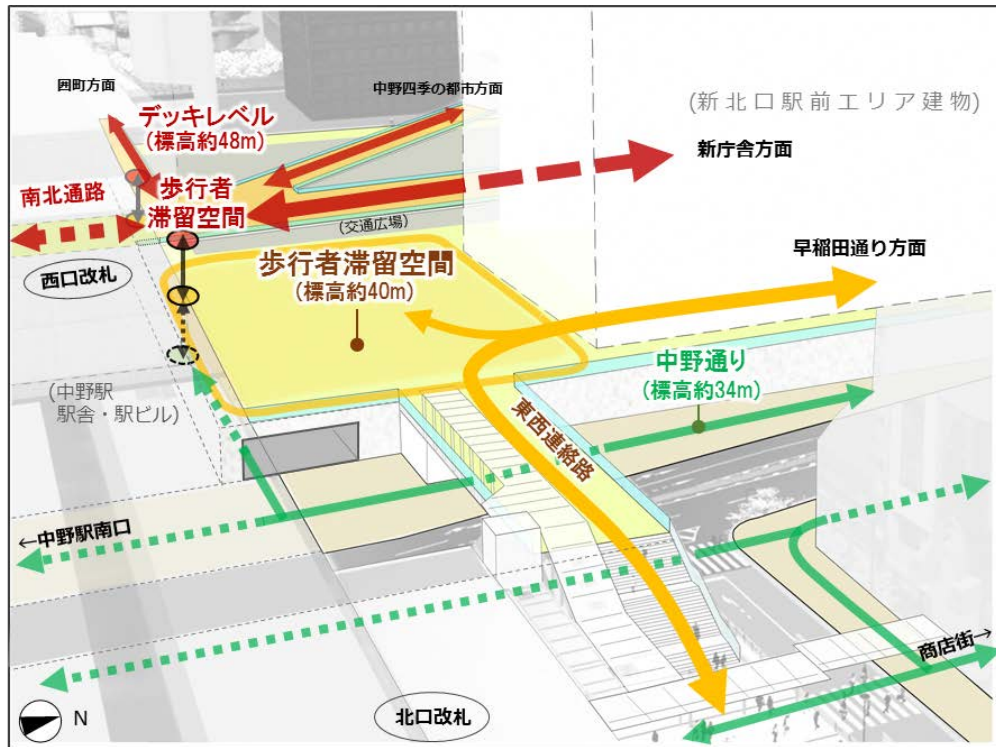 囲町方面
中野四季の都市方面
デッキレベル
(標高約48m)
(新北口駅前エリア建物)
新庁舎方面
南北通路
歩行者
滞留空間
(交通広場)
西口改札
歩行者滞留空間
(標高約40m)
早稲田通り方面
中野通り
(標高約34m)
(中野駅
駅舎・駅ビル)
東西連絡路
←中野駅南口
商店街→
N
北口改札